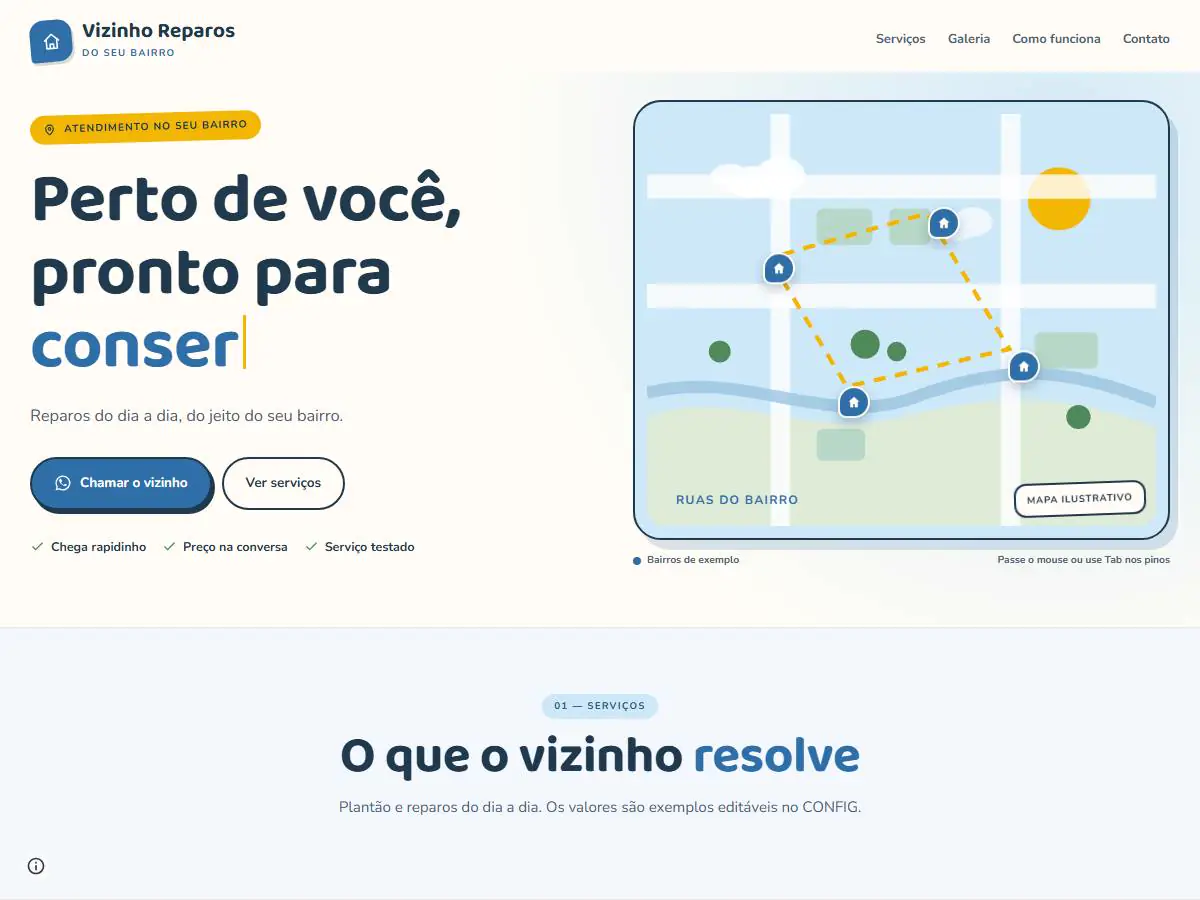 Vizinho Reparos
DO SEU BAIRRO
Serviços
Galeria
Como funciona
Contato
ATENDIMENTO NO SEU BAIRRO
Perto de você,
pronto para
conser
Reparos do dia a dia, do jeito do seu bairro.
Chamar o vizinho
Ver serviços
Chega rapidinho
Preço na conversa
Serviço testado
RUAS DO BAIRRO
MAPA ILUSTRATIVO
Bairros de exemplo
Passe o mouse ou use Tab nos pinos
01 — SERVIÇOS
O que o vizinho resolve
Plantão e reparos do dia a dia. Os valores são exemplos editáveis no CONFIG.